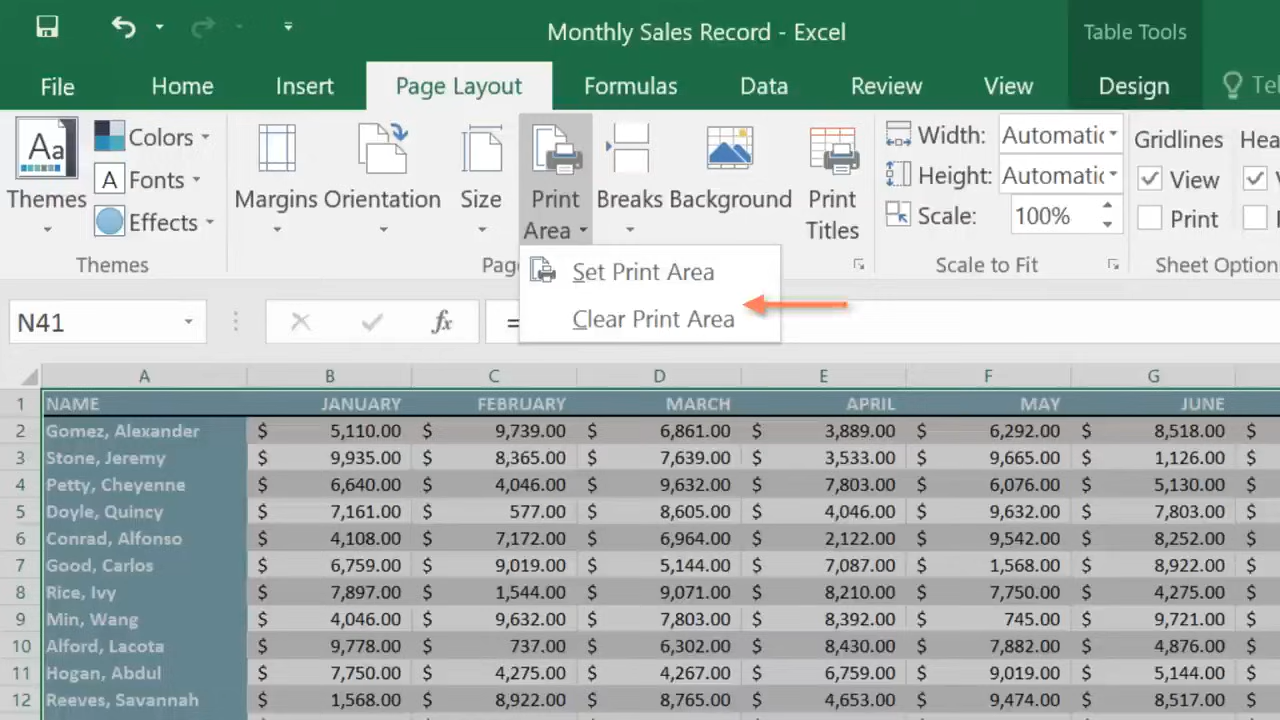 Monthly Sales Record - Excel
Table Tools
File Home Insert Page Layout Formulas Data Review View Design
Aa Colors
A Fonts
Effects
Themes Margins Orientation Size Print Area Breaks Background Print Titles
Width: Automatic
Height: Automatic
Scale: 100%
Gridlines
View
Print
Themes Scale to Fit
Set Print Area
Clear Print Area
N41 fx =
A B C D E F G
1 NAME JANUARY FEBRUARY MARCH APRIL MAY JUNE
2 Gomez, Alexander $ 5,110.00 $ 9,739.00 $ 6,861.00 $ 3,889.00 $ 6,292.00 $ 8,518.00 $
3 Stone, Jeremy $ 9,935.00 $ 8,365.00 $ 7,639.00 $ 3,533.00 $ 9,665.00 $ 1,126.00 $
4 Petty, Cheyenne $ 6,640.00 $ 4,046.00 $ 9,632.00 $ 7,803.00 $ 6,076.00 $ 5,130.00 $
5 Doyle, Quincy $ 7,161.00 $ 577.00 $ 8,605.00 $ 4,046.00 $ 9,632.00 $ 7,803.00 $
6 Conrad, Alfonso $ 4,108.00 $ 7,172.00 $ 6,964.00 $ 2,122.00 $ 9,542.00 $ 8,252.00 $
7 Good, Carlos $ 6,759.00 $ 9,019.00 $ 5,144.00 $ 7,087.00 $ 1,568.00 $ 8,922.00 $
8 Rice, Ivy $ 7,897.00 $ 1,544.00 $ 9,071.00 $ 8,210.00 $ 7,750.00 $ 4,275.00 $
9 Min, Wang $ 4,046.00 $ 9,632.00 $ 7,803.00 $ 8,392.00 $ 745.00 $ 9,721.00 $
10 Alford, Lacota $ 9,778.00 $ 737.00 $ 6,302.00 $ 8,430.00 $ 7,882.00 $ 4,876.00 $
11 Hogan, Abdul $ 7,750.00 $ 4,275.00 $ 4,267.00 $ 6,759.00 $ 9,019.00 $ 5,144.00 $
12 Reeves, Savannah $ 1,568.00 $ 8,922.00 $ 8,765.00 $ 4,653.00 $ 9,474.00 $ 8,517.00 $